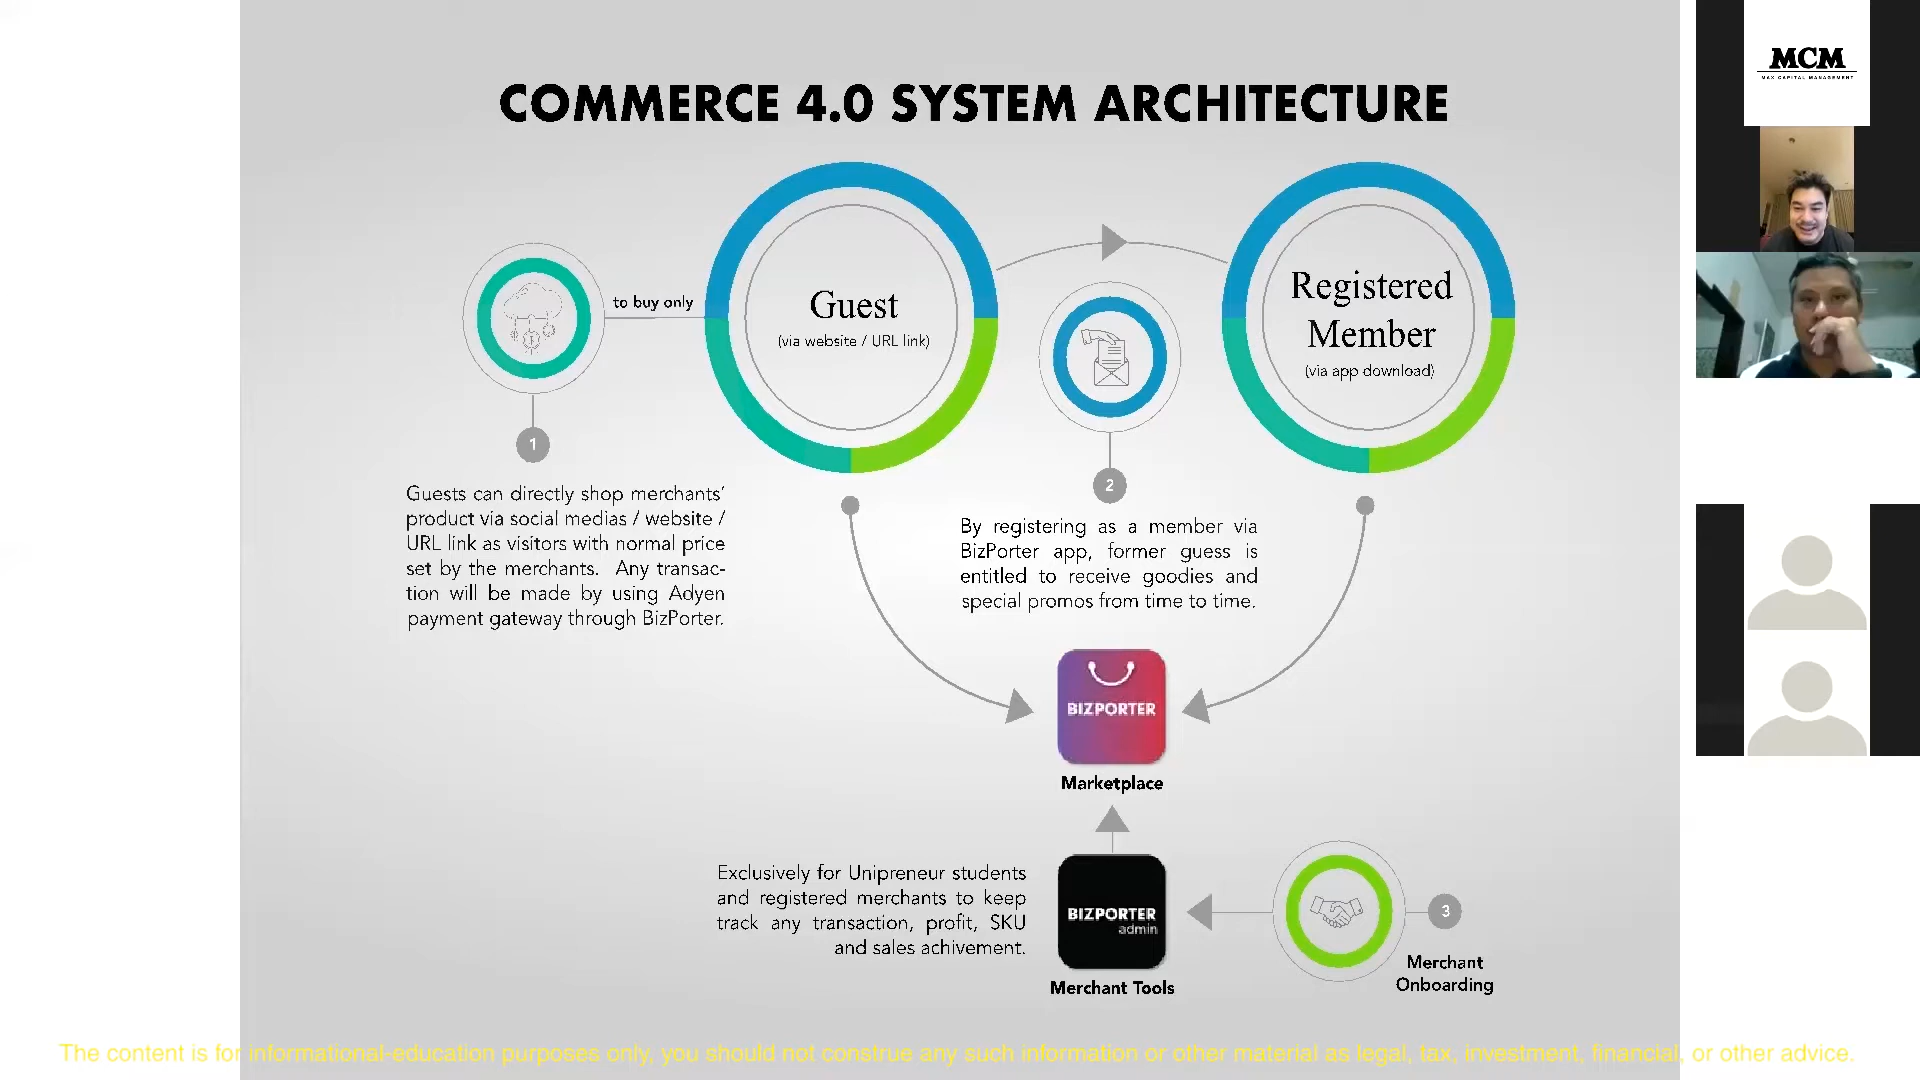 COMMERCE 4.0 SYSTEM ARCHITECTURE
MCM
MAX CAPITAL MANAGEMENT
to buy only
Guest
(via website / URL link)
Registered
Member
(via app download)
1
Guests can directly shop merchants'
product via social medias / website /
URL link as visitors with normal price
set by the merchants. Any transac-
tion will be made by using Adyen
payment gateway through BizPorter.
2
By registering as a member via
BizPorter app, former guess is
entitled to receive goodies and
special promos from time to time.
BIZPORTER
Marketplace
Exclusively for Unipreneur students
and registered merchants to keep
track any transaction, profit, SKU
and sales achivement.
BIZPORTER
admin
Merchant Tools
3
Merchant
Onboarding
The content is for informational-education purposes only, you should not construe any such information or other material as legal, tax, investment, financial, or other advice.